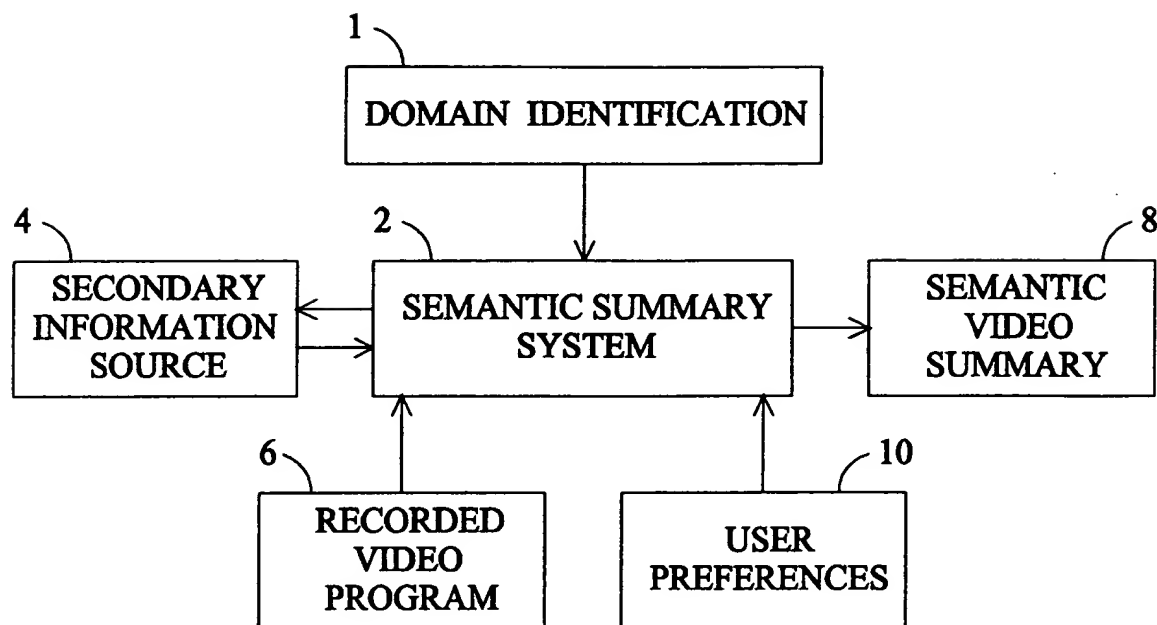 1
DOMAIN IDENTIFICATION
4
SECONDARY
INFORMATION
SOURCE
2
SEMANTIC SUMMARY
SYSTEM
8
SEMANTIC
VIDEO
SUMMARY
6
RECORDED
VIDEO
PROGRAM
10
USER
PREFERENCES